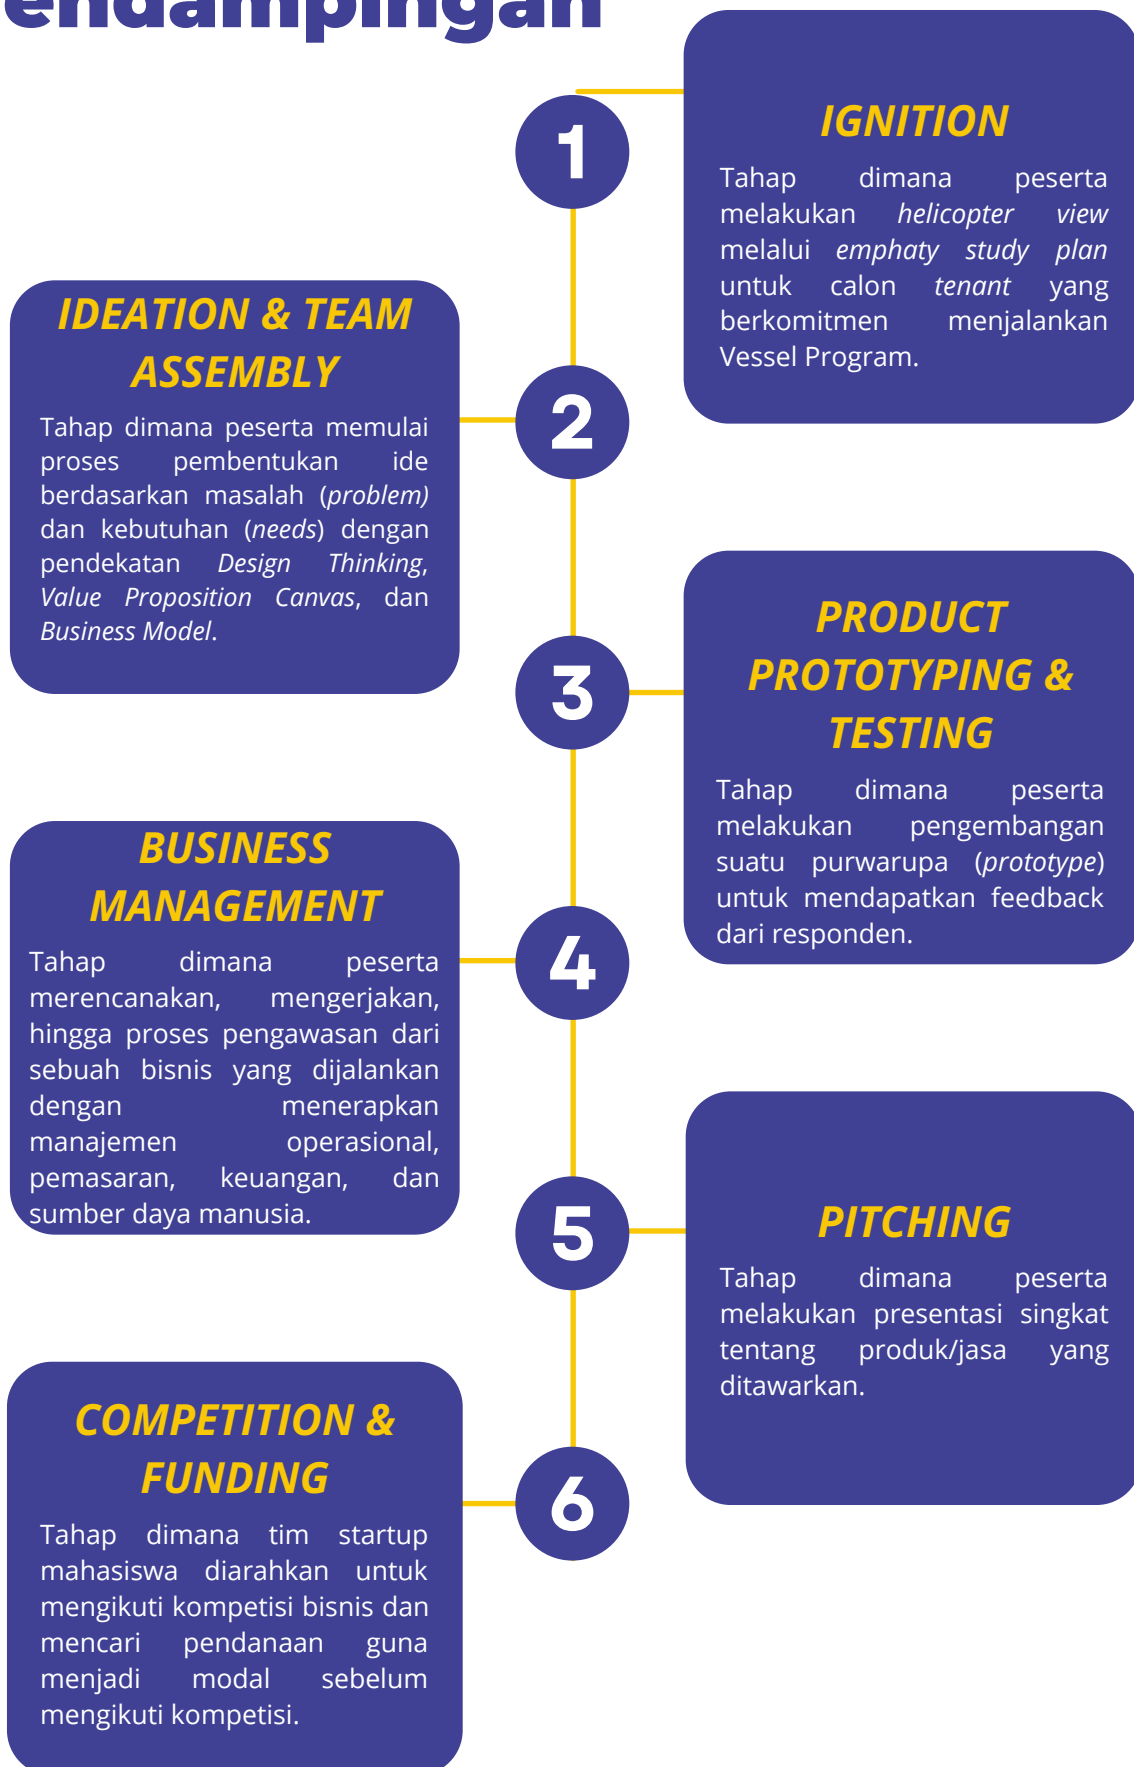 endampingan
1
IGNITION
Tahap dimana peserta
melakukan helicopter view
melalui emphaty study plan
untuk calon tenant yang
berkomitmen menjalankan
Vessel Program.
2
IDEATION & TEAM
ASSEMBLY
Tahap dimana peserta memulai
proses pembentukan ide
berdasarkan masalah (problem)
dan kebutuhan (needs) dengan
pendekatan Design Thinking,
Value Proposition Canvas, dan
Business Model.
3
PRODUCT
PROTOTYPING &
TESTING
Tahap dimana peserta
melakukan pengembangan
suatu purwarupa (prototype)
untuk mendapatkan feedback
dari responden.
4
BUSINESS
MANAGEMENT
Tahap dimana peserta
merencanakan, mengerjakan,
hingga proses pengawasan dari
sebuah bisnis yang dijalankan
dengan menerapkan
manajemen operasional,
pemasaran, keuangan, dan
sumber daya manusia.
5
PITCHING
Tahap dimana peserta
melakukan presentasi singkat
tentang produk/jasa yang
ditawarkan.
6
COMPETITION &
FUNDING
Tahap dimana tim startup
mahasiswa diarahkan untuk
mengikuti kompetisi bisnis dan
mencari pendanaan guna
menjadi modal sebelum
mengikuti kompetisi.